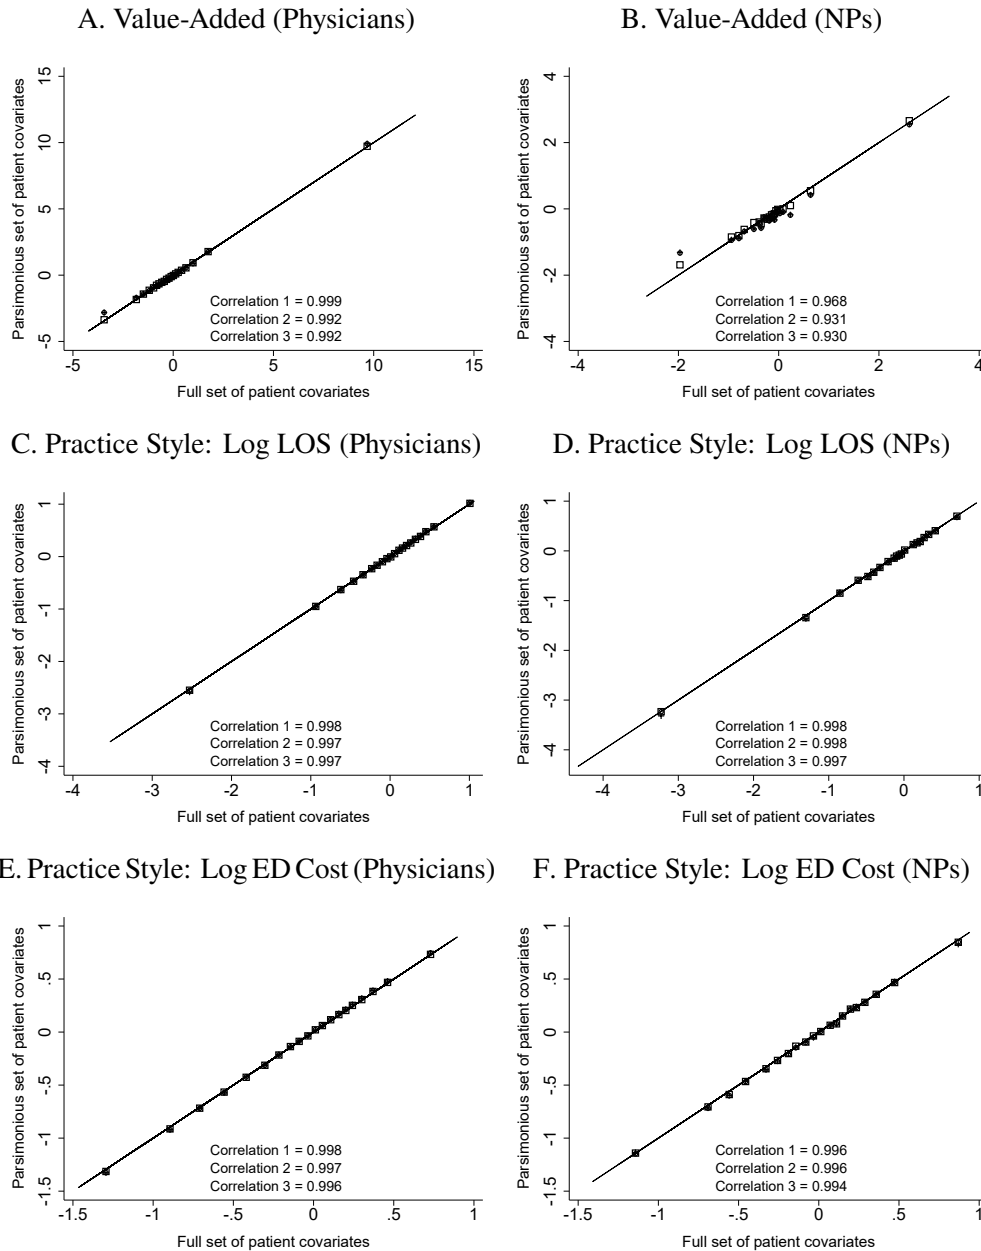 A. Value-Added (Physicians)
B. Value-Added (NPs)
Parsimonious set of patient covariates
15
10
5
0
-5
Correlation 1 = 0.999
Correlation 2 = 0.992
Correlation 3 = 0.992
-5 0 5 10 15
Full set of patient covariates
Parsimonious set of patient covariates
4
2
0
-2
-4
Correlation 1 = 0.968
Correlation 2 = 0.931
Correlation 3 = 0.930
-4 -2 0 2 4
Full set of patient covariates
C. Practice Style: Log LOS (Physicians)
D. Practice Style: Log LOS (NPs)
Parsimonious set of patient covariates
1
0
-1
-2
-3
-4
Correlation 1 = 0.998
Correlation 2 = 0.997
Correlation 3 = 0.997
-4 -3 -2 -1 0 1
Full set of patient covariates
Parsimonious set of patient covariates
1
0
-1
-2
-3
-4
Correlation 1 = 0.998
Correlation 2 = 0.998
Correlation 3 = 0.997
-4 -3 -2 -1 0 1
Full set of patient covariates
E. Practice Style: Log ED Cost (Physicians)
F. Practice Style: Log ED Cost (NPs)
Parsimonious set of patient covariates
1
.5
0
-.5
-1
-1.5
Correlation 1 = 0.998
Correlation 2 = 0.997
Correlation 3 = 0.996
-1.5 -1 -.5 0 .5 1
Full set of patient covariates
Parsimonious set of patient covariates
1
.5
0
-.5
-1
-1.5
Correlation 1 = 0.996
Correlation 2 = 0.996
Correlation 3 = 0.994
-1.5 -1 -.5 0 .5 1
Full set of patient covariates